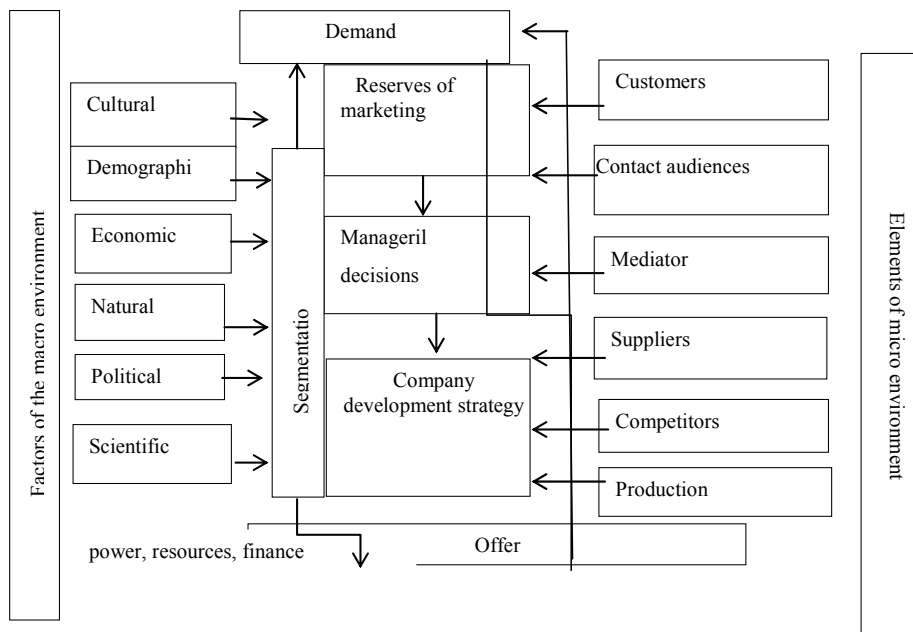 Factors of the macro environment
Demand
Reserves of
marketing
Cultural
Demographi
Economic
Natural
Political
Scientific
Segmentatio
Manageril
decisions
Company
development strategy
Customers
Contact audiences
Mediator
Suppliers
Competitors
Production
Elements of micro environment
power, resources, finance
Offer